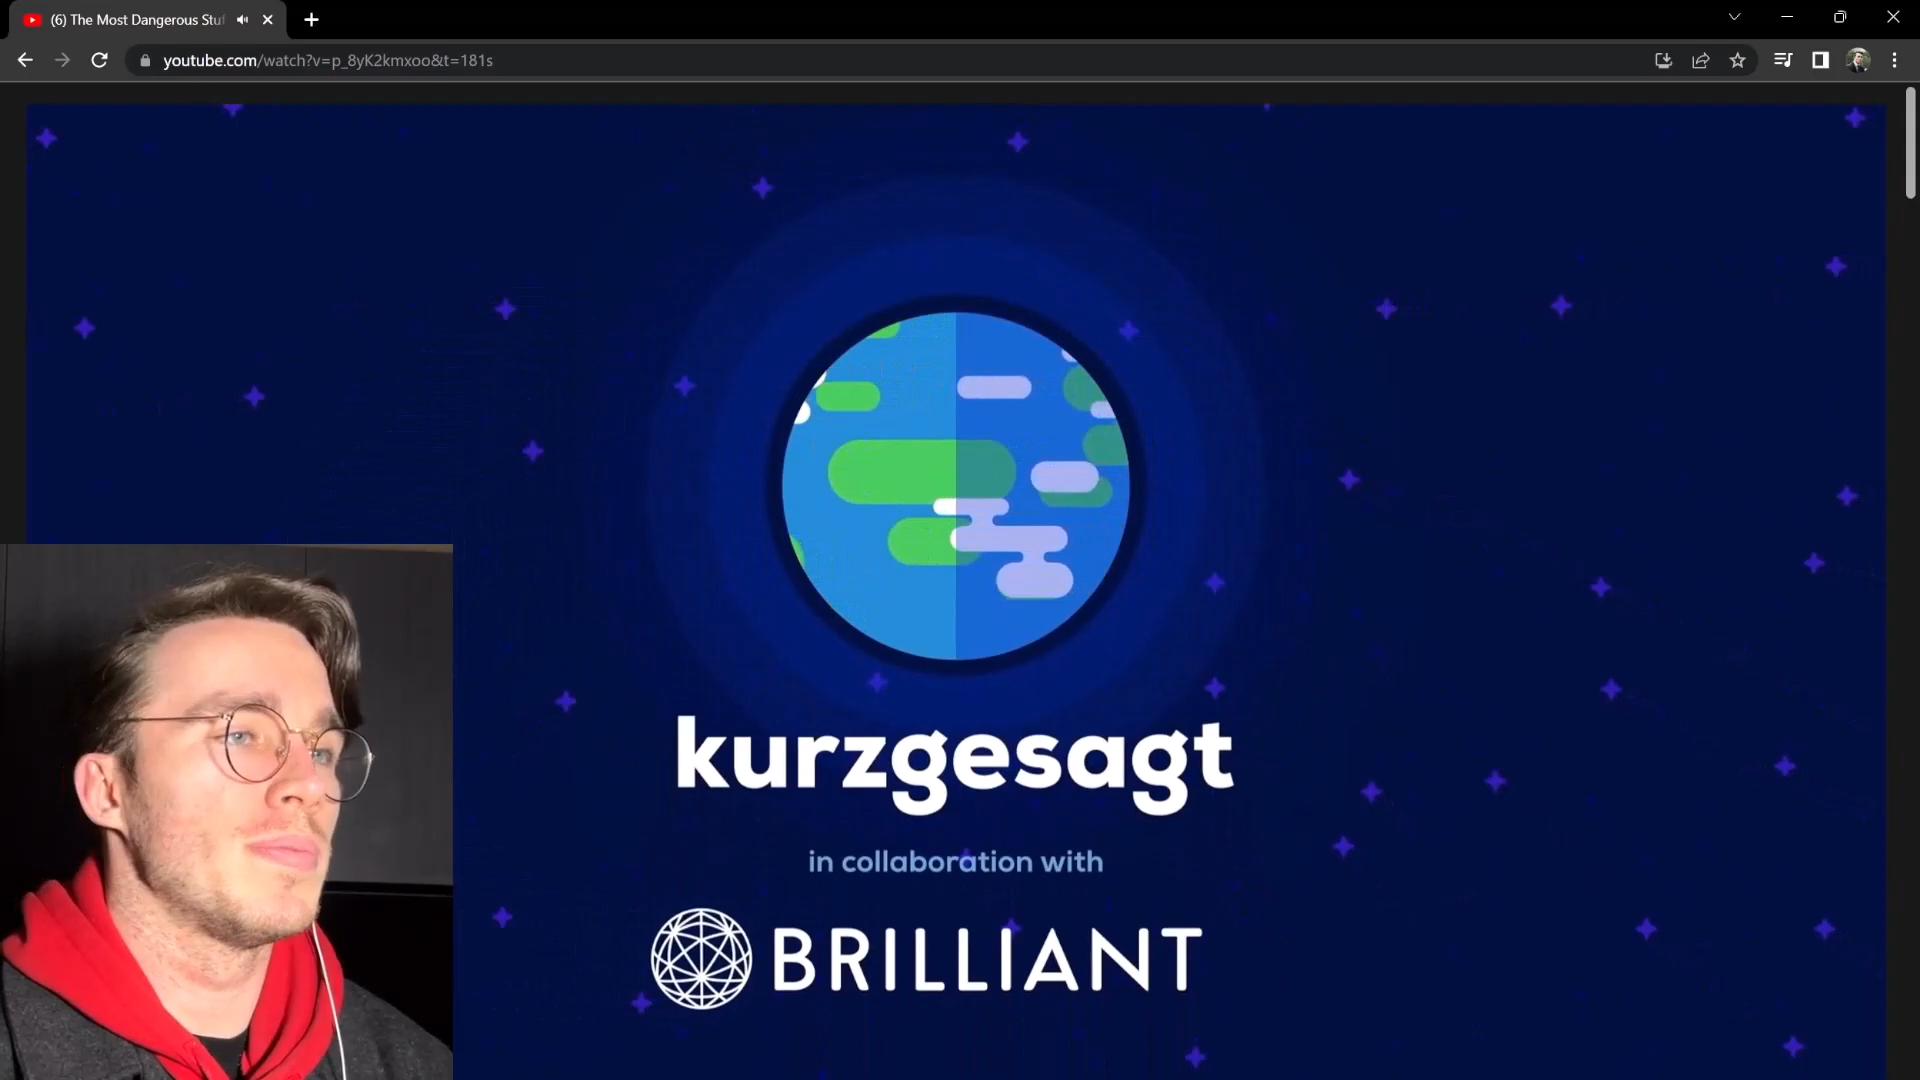 (6) The Most Dangerous Stuf
youtube.com/watch?v=p_8yK2kmxoo&t=181s
kurzgesagt
in collaboration with
BRILLIANT